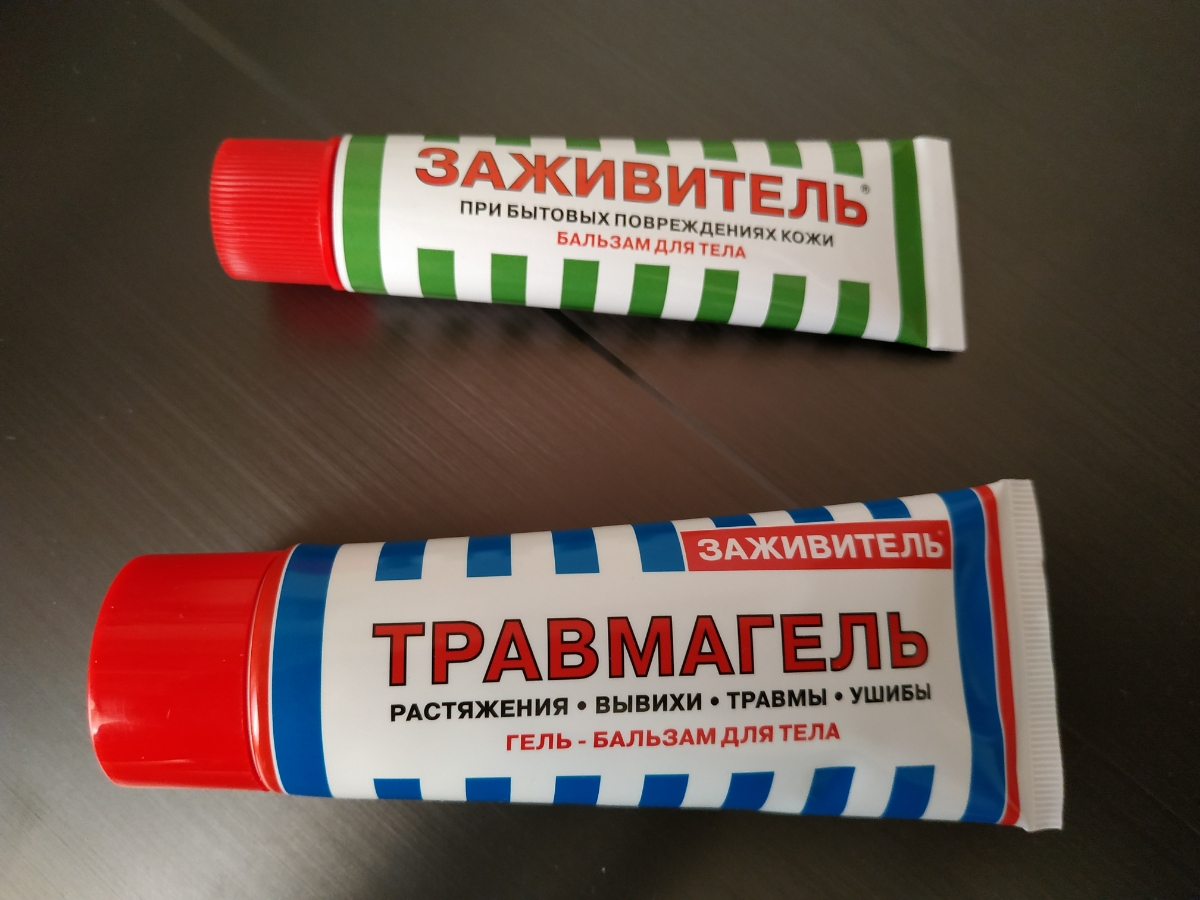 ЗАЖИВИТЕЛЬ®
ПРИ БЫТОВЫХ ПОВРЕЖДЕНИЯХ КОЖИ
БАЛЬЗАМ ДЛЯ ТЕЛА
ЗАЖИВИТЕЛЬ
ТРАВМАГЕЛЬ
РАСТЯЖЕНИЯ • ВЫВИХИ • ТРАВМЫ • УШИБЫ
ГЕЛЬ - БАЛЬЗАМ ДЛЯ ТЕЛА